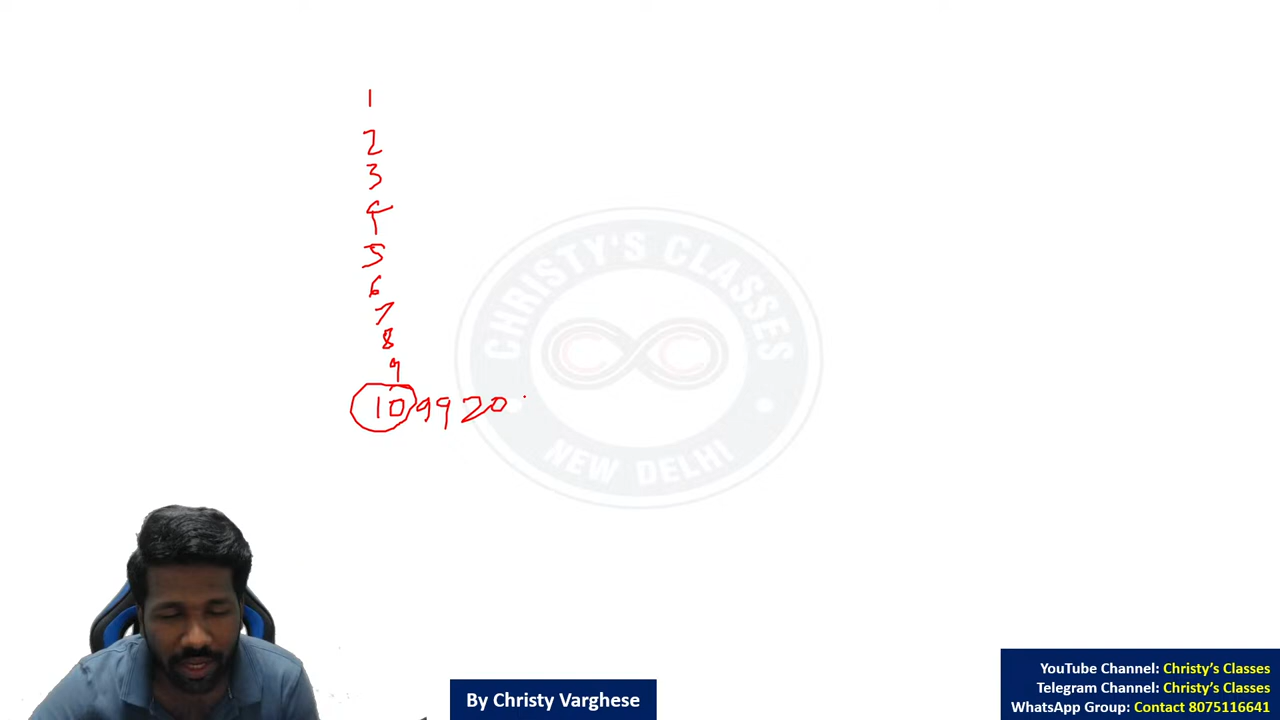 1
2
3
4
5
6
7
8
9
10 99 20
CHRISTY'S CLASSES
NEW DELHI
By Christy Varghese
YouTube Channel: Christy's Classes
Telegram Channel: Christy's Classes
WhatsApp Group: Contact 8075116641